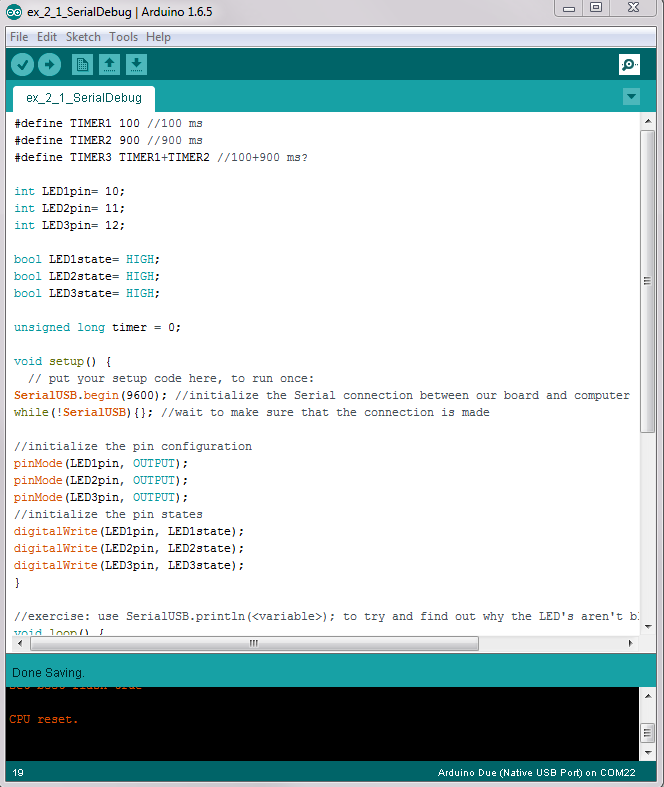 ex_2_1_SerialDebug | Arduino 1.6.5
File Edit Sketch Tools Help
ex_2_1_SerialDebug
#define TIMER1 100 //100 ms
#define TIMER2 900 //900 ms
#define TIMER3 TIMER1+TIMER2 //100+900 ms?
int LED1pin= 10;
int LED2pin= 11;
int LED3pin= 12;
bool LED1state= HIGH;
bool LED2state= HIGH;
bool LED3state= HIGH;
unsigned long timer = 0;
void setup() {
// put your setup code here, to run once:
SerialUSB.begin(9600); //initialize the Serial connection between our board and computer
while(!SerialUSB){}; //wait to make sure that the connection is made
//initialize the pin configuration
pinMode(LED1pin, OUTPUT);
pinMode(LED2pin, OUTPUT);
pinMode(LED3pin, OUTPUT);
//initialize the pin states
digitalWrite(LED1pin, LED1state);
digitalWrite(LED2pin, LED2state);
digitalWrite(LED3pin, LED3state);
}
//exercise: use SerialUSB.println(<variable>); to try and find out why the LED's aren't
void loop() {
Done Saving.
CPU reset.
19
Arduino Due (Native USB Port) on COM22